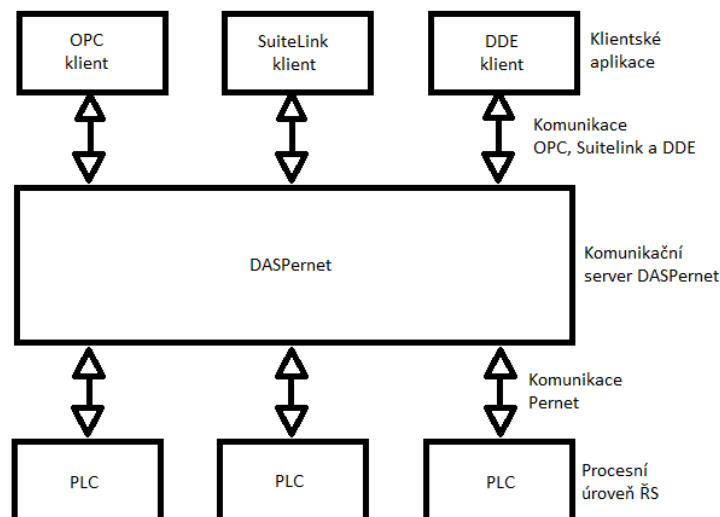 OPC
klient
SuiteLink
klient
DDE
klient
Klientské
aplikace
Komunikace
OPC, Suitelink a DDE
DASPernet
Komunikační
server DASPernet
Komunikace
Pernet
PLC
PLC
PLC
Procesní
úroveň ŘS